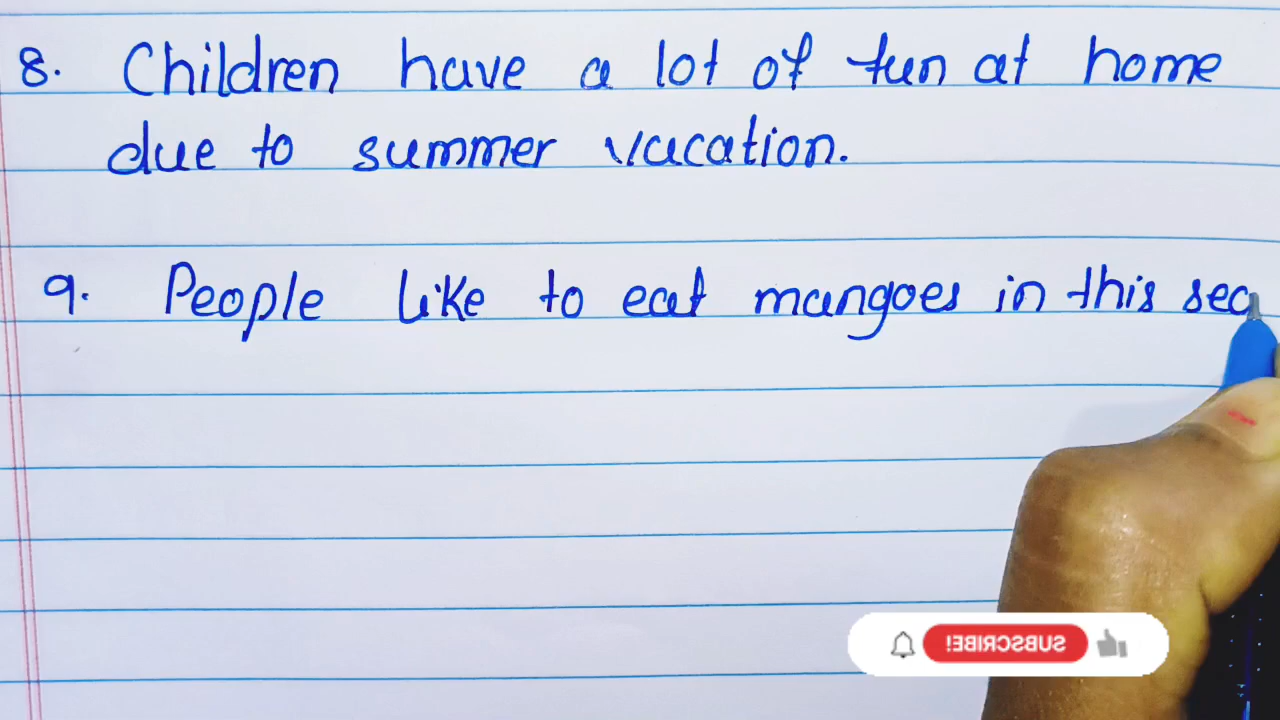 8. Children have a lot of fun at home
due to summer vacation.
9. People like to eat mangoes in this sea
SUBSCRIBE!